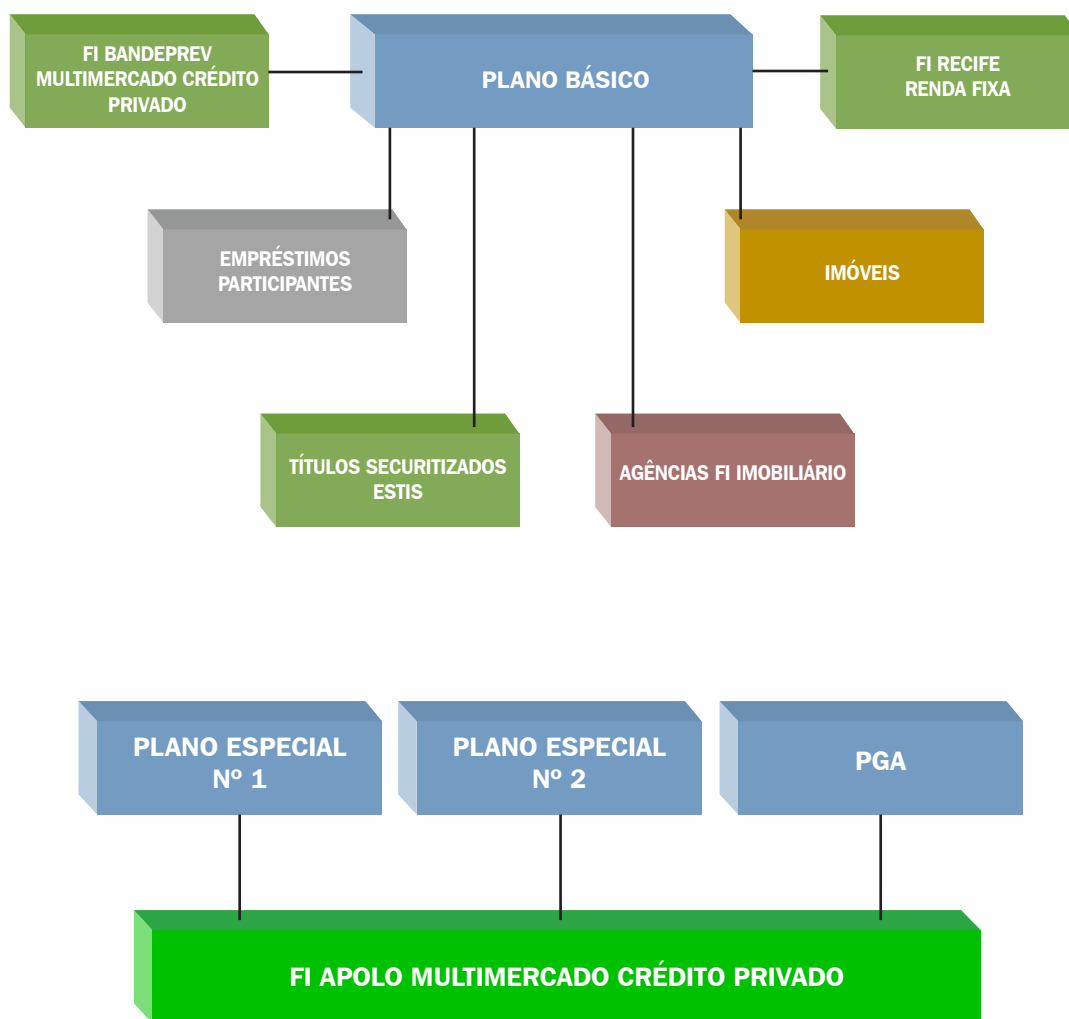 FI BANDEPREV
MULTIMERCADO CRÉDITO
PRIVADO
PLANO BÁSICO
FI RECIFE
RENDA FIXA
EMPRÉSTIMOS
PARTICIPANTES
IMÓVEIS
TÍTULOS SECURITIZADOS
ESTIS
AGÊNCIAS FI IMOBILIÁRIO
PLANO ESPECIAL
Nº 1
PLANO ESPECIAL
Nº 2
PGA
FI APOLO MULTIMERCADO CRÉDITO PRIVADO